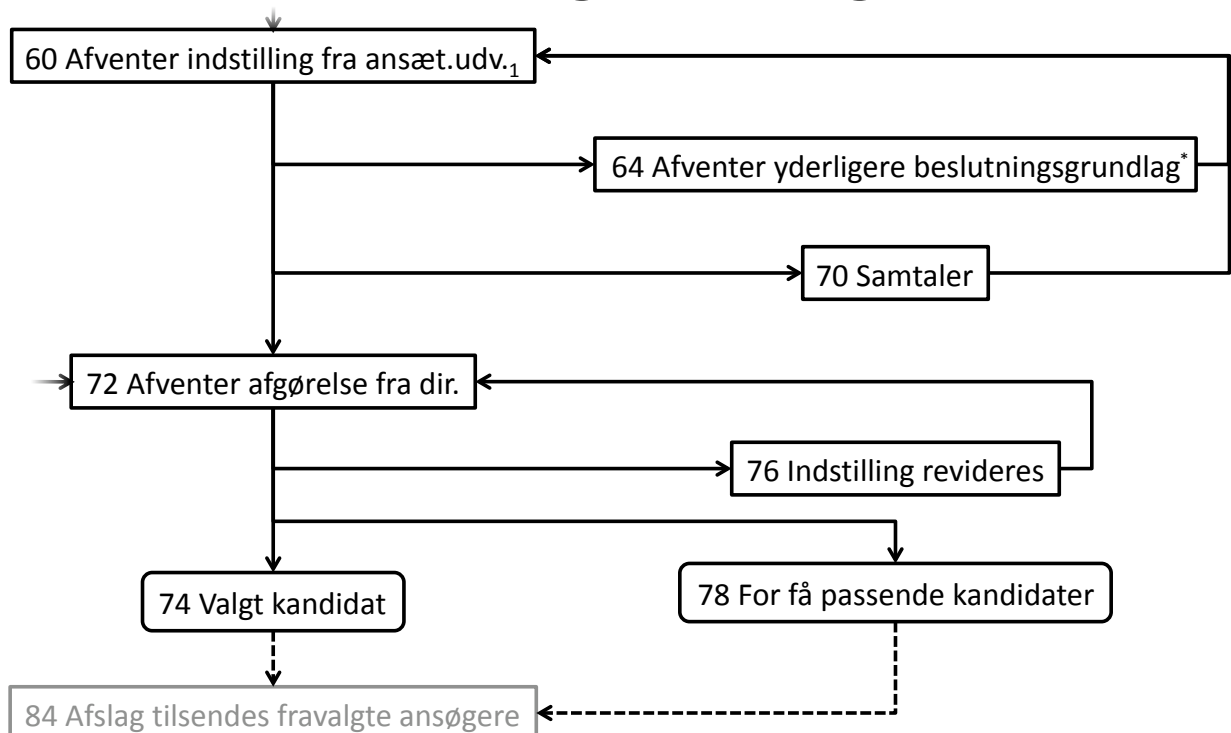 60 Afventer indstilling fra ansæt.udv.1
64 Afventer yderligere beslutningsgrundlag*
70 Samtaler
72 Afventer afgørelse fra dir.
76 Indstilling revideres
74 Valgt kandidat
78 For få passende kandidater
84 Afslag tilsendes fravalgte ansøgere